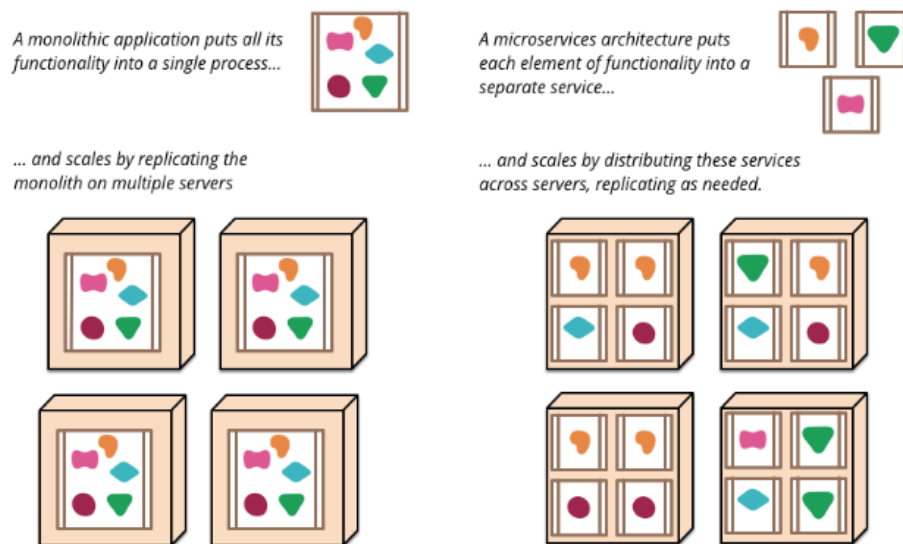 A monolithic application puts all its
functionality into a single process...
... and scales by replicating the
monolith on multiple servers
A microservices architecture puts
each element of functionality into a
separate service...
... and scales by distributing these services
across servers, replicating as needed.